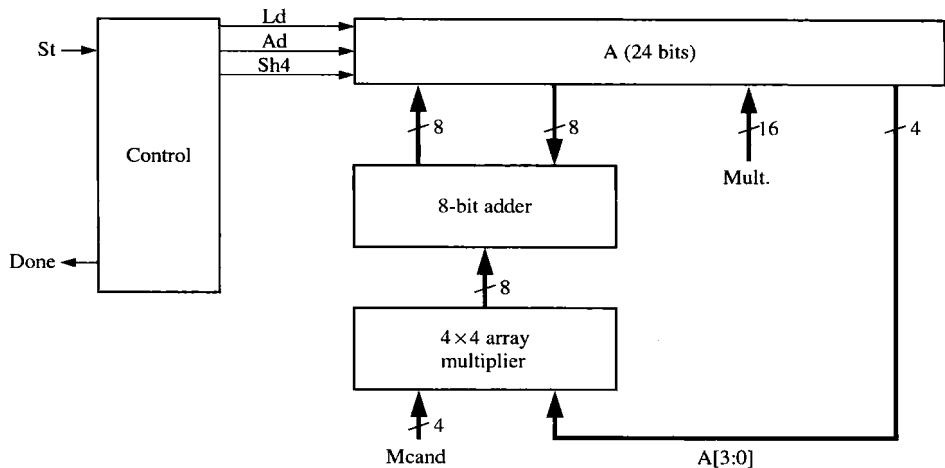 Ld
St
Ad
Sh4
A (24 bits)
Control
8
8
16
4
Mult.
8-bit adder
Done
8
4 × 4 array
multiplier
4
Mcand
A[3:0]